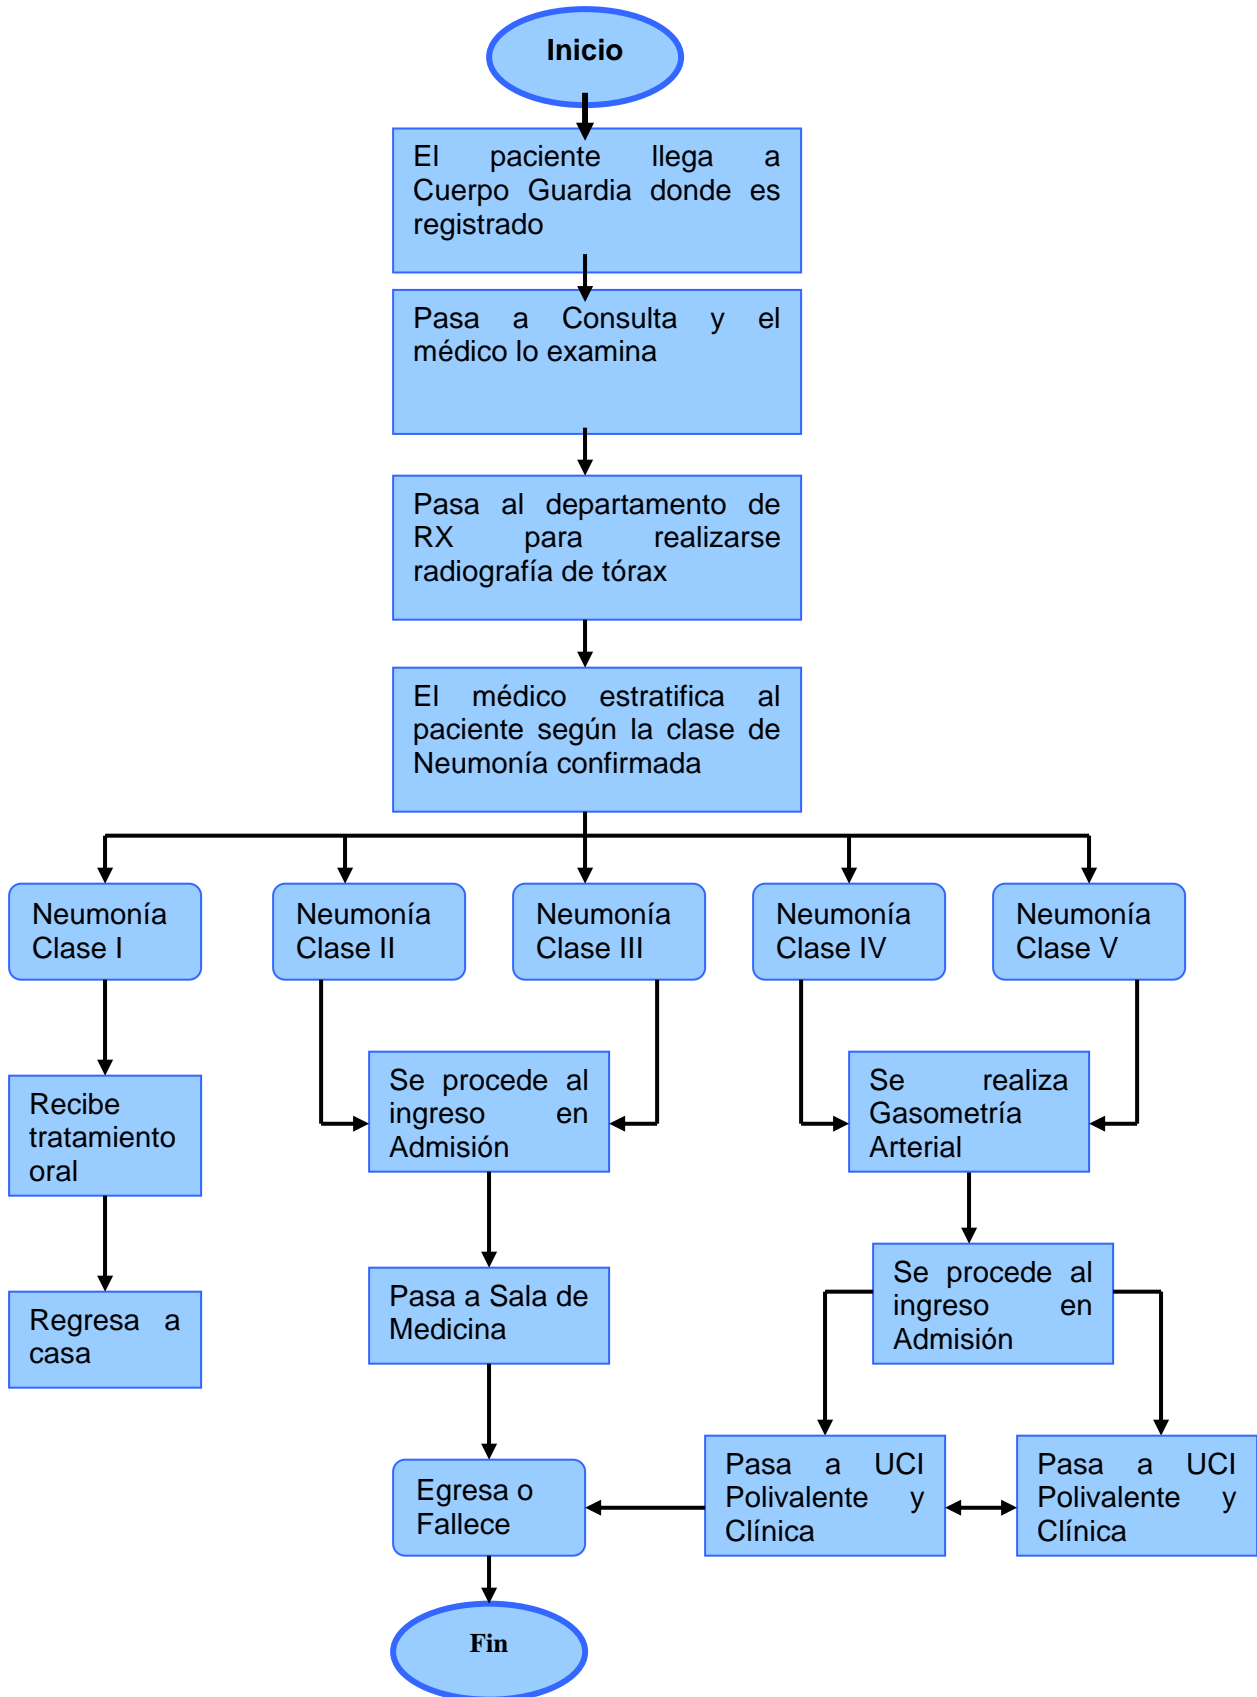 Inicio
El paciente llega a
Cuerpo Guardia donde es
registrado
Pasa a Consulta y el
médico lo examina
Pasa al departamento de
RX para realizarse
radiografía de tórax
El médico estratifica al
paciente según la clase de
Neumonía confirmada
Neumonía
Clase I
Neumonía
Clase II
Neumonía
Clase III
Neumonía
Clase IV
Neumonía
Clase V
Recibe
tratamiento
oral
Se procede al
ingreso en
Admisión
Se realiza
Gasometría
Arterial
Regresa a
casa
Pasa a Sala de
Medicina
Se procede al
ingreso en
Admisión
Egresa o
Fallece
Pasa a UCI
Polivalente y
Clínica
Pasa a UCI
Polivalente y
Clínica
Fin